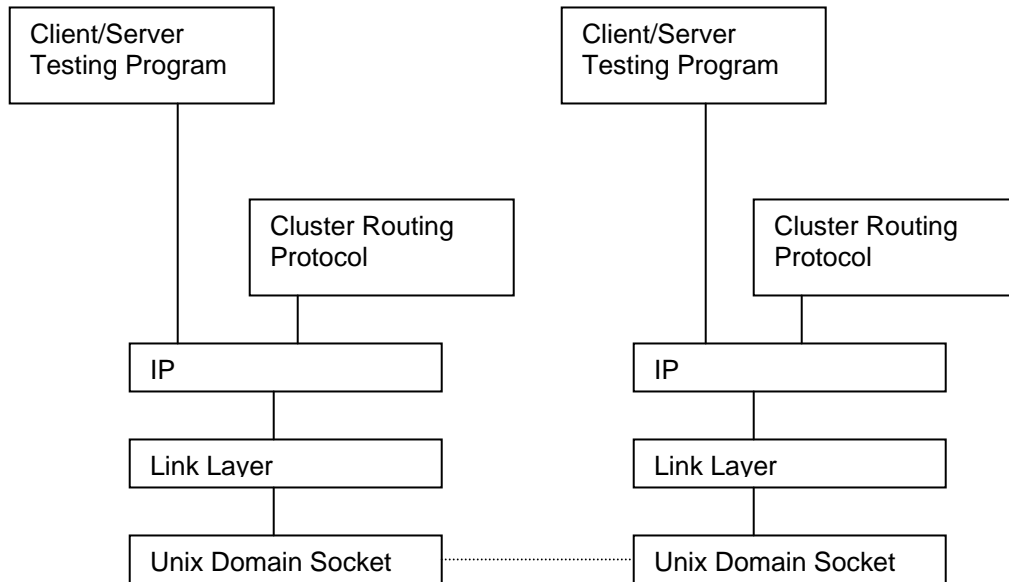 Client/Server
Testing Program
Client/Server
Testing Program
Cluster Routing
Protocol
Cluster Routing
Protocol
IP
IP
Link Layer
Link Layer
Unix Domain Socket
Unix Domain Socket